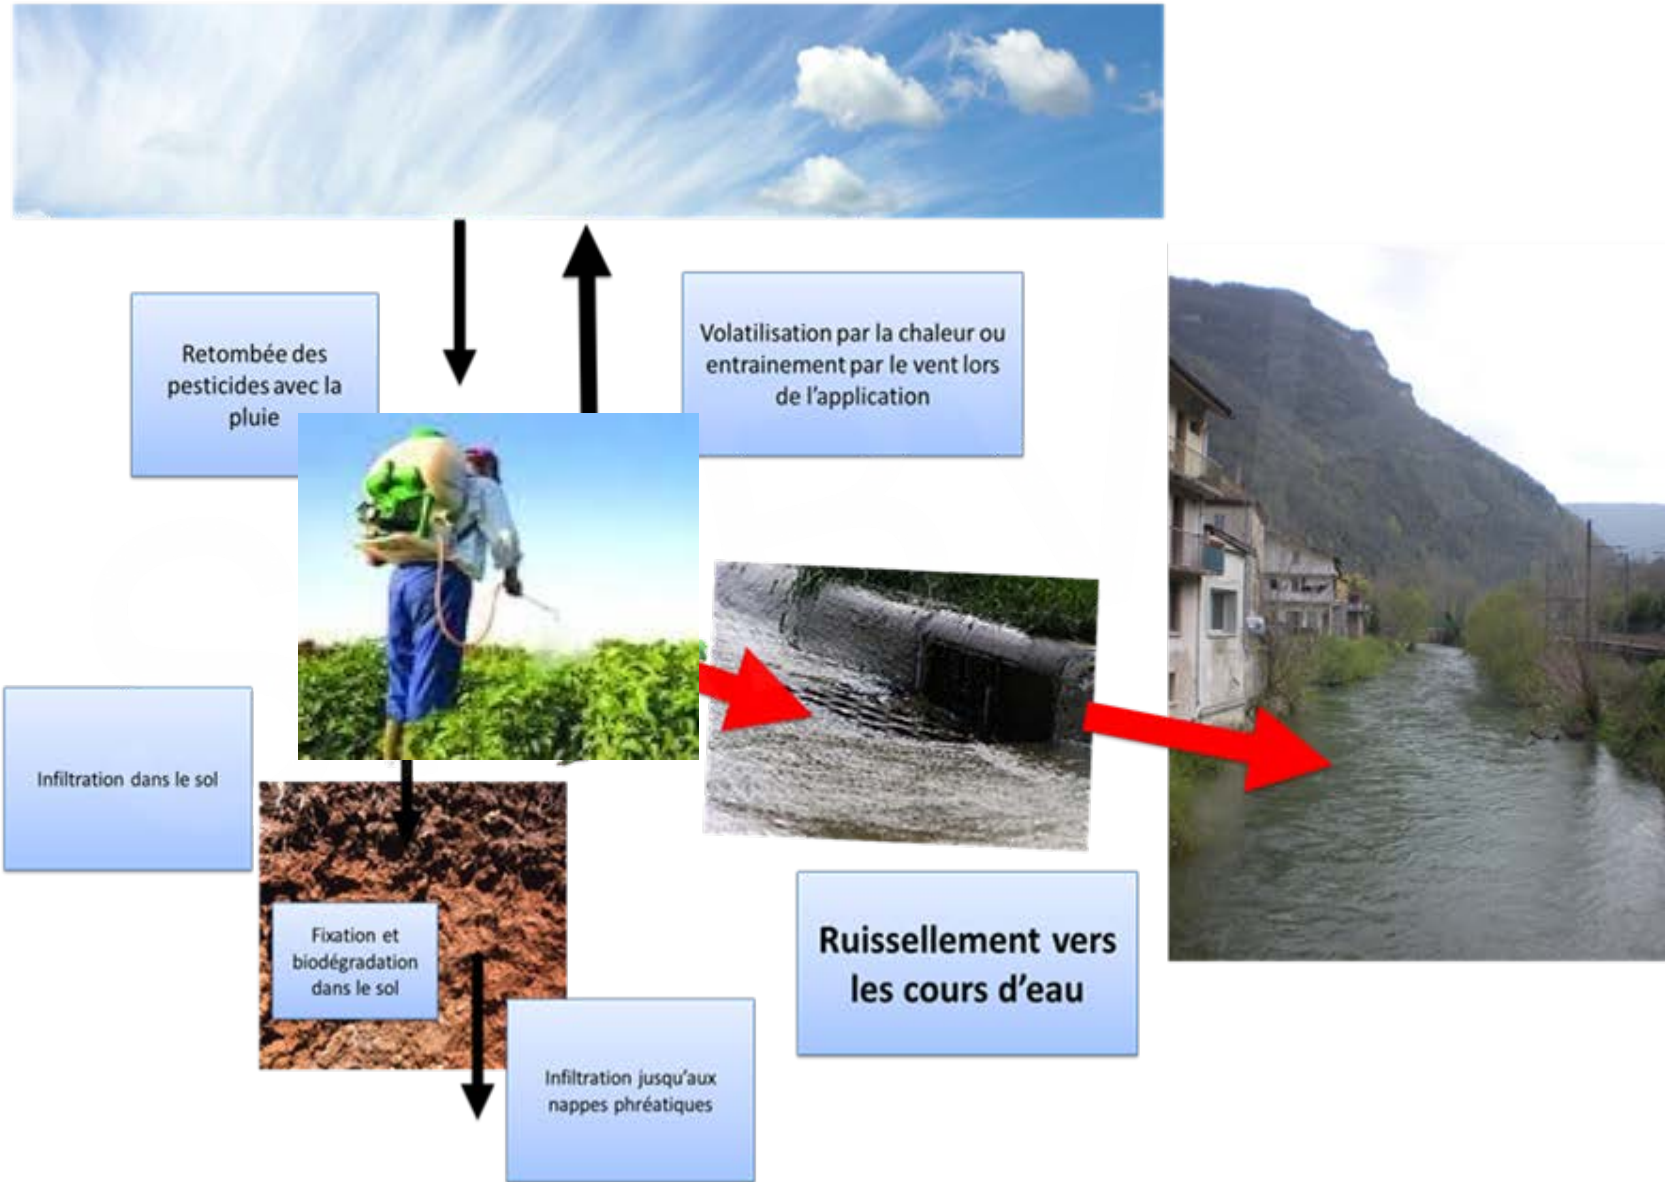 Retombée des
pesticides avec la
pluie
Volatilisation par la chaleur ou
entrainement par le vent lors
de l'application
Infiltration dans le sol
Fixation et
biodégradation
dans le sol
Ruissellement vers
les cours d'eau
Infiltration jusqu'aux
nappes phréatiques